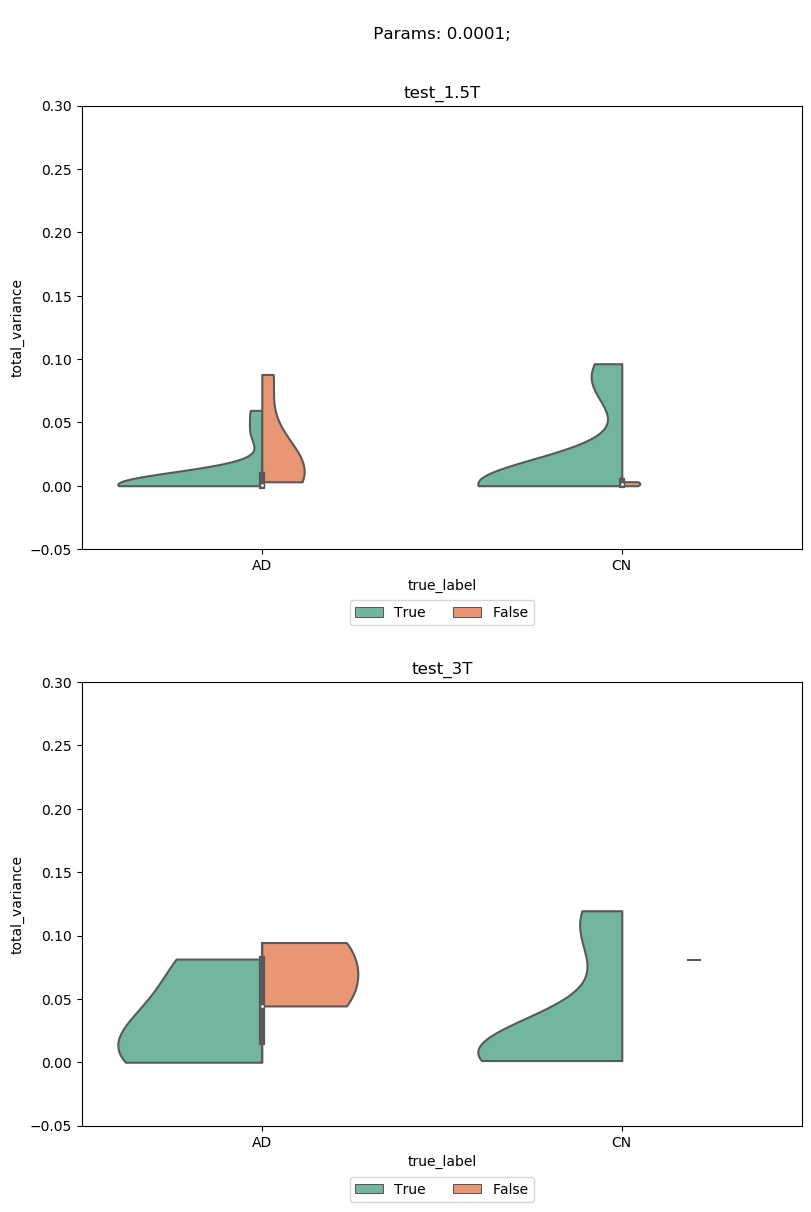 Params: 0.0001;
test_1.5T
0.30
0.25
0.20
0.15
0.10
0.05
0.00
−0.05
total_variance
AD CN
true_label
True False
test_3T
0.30
0.25
0.20
0.15
0.10
0.05
0.00
−0.05
total_variance
AD CN
true_label
True False